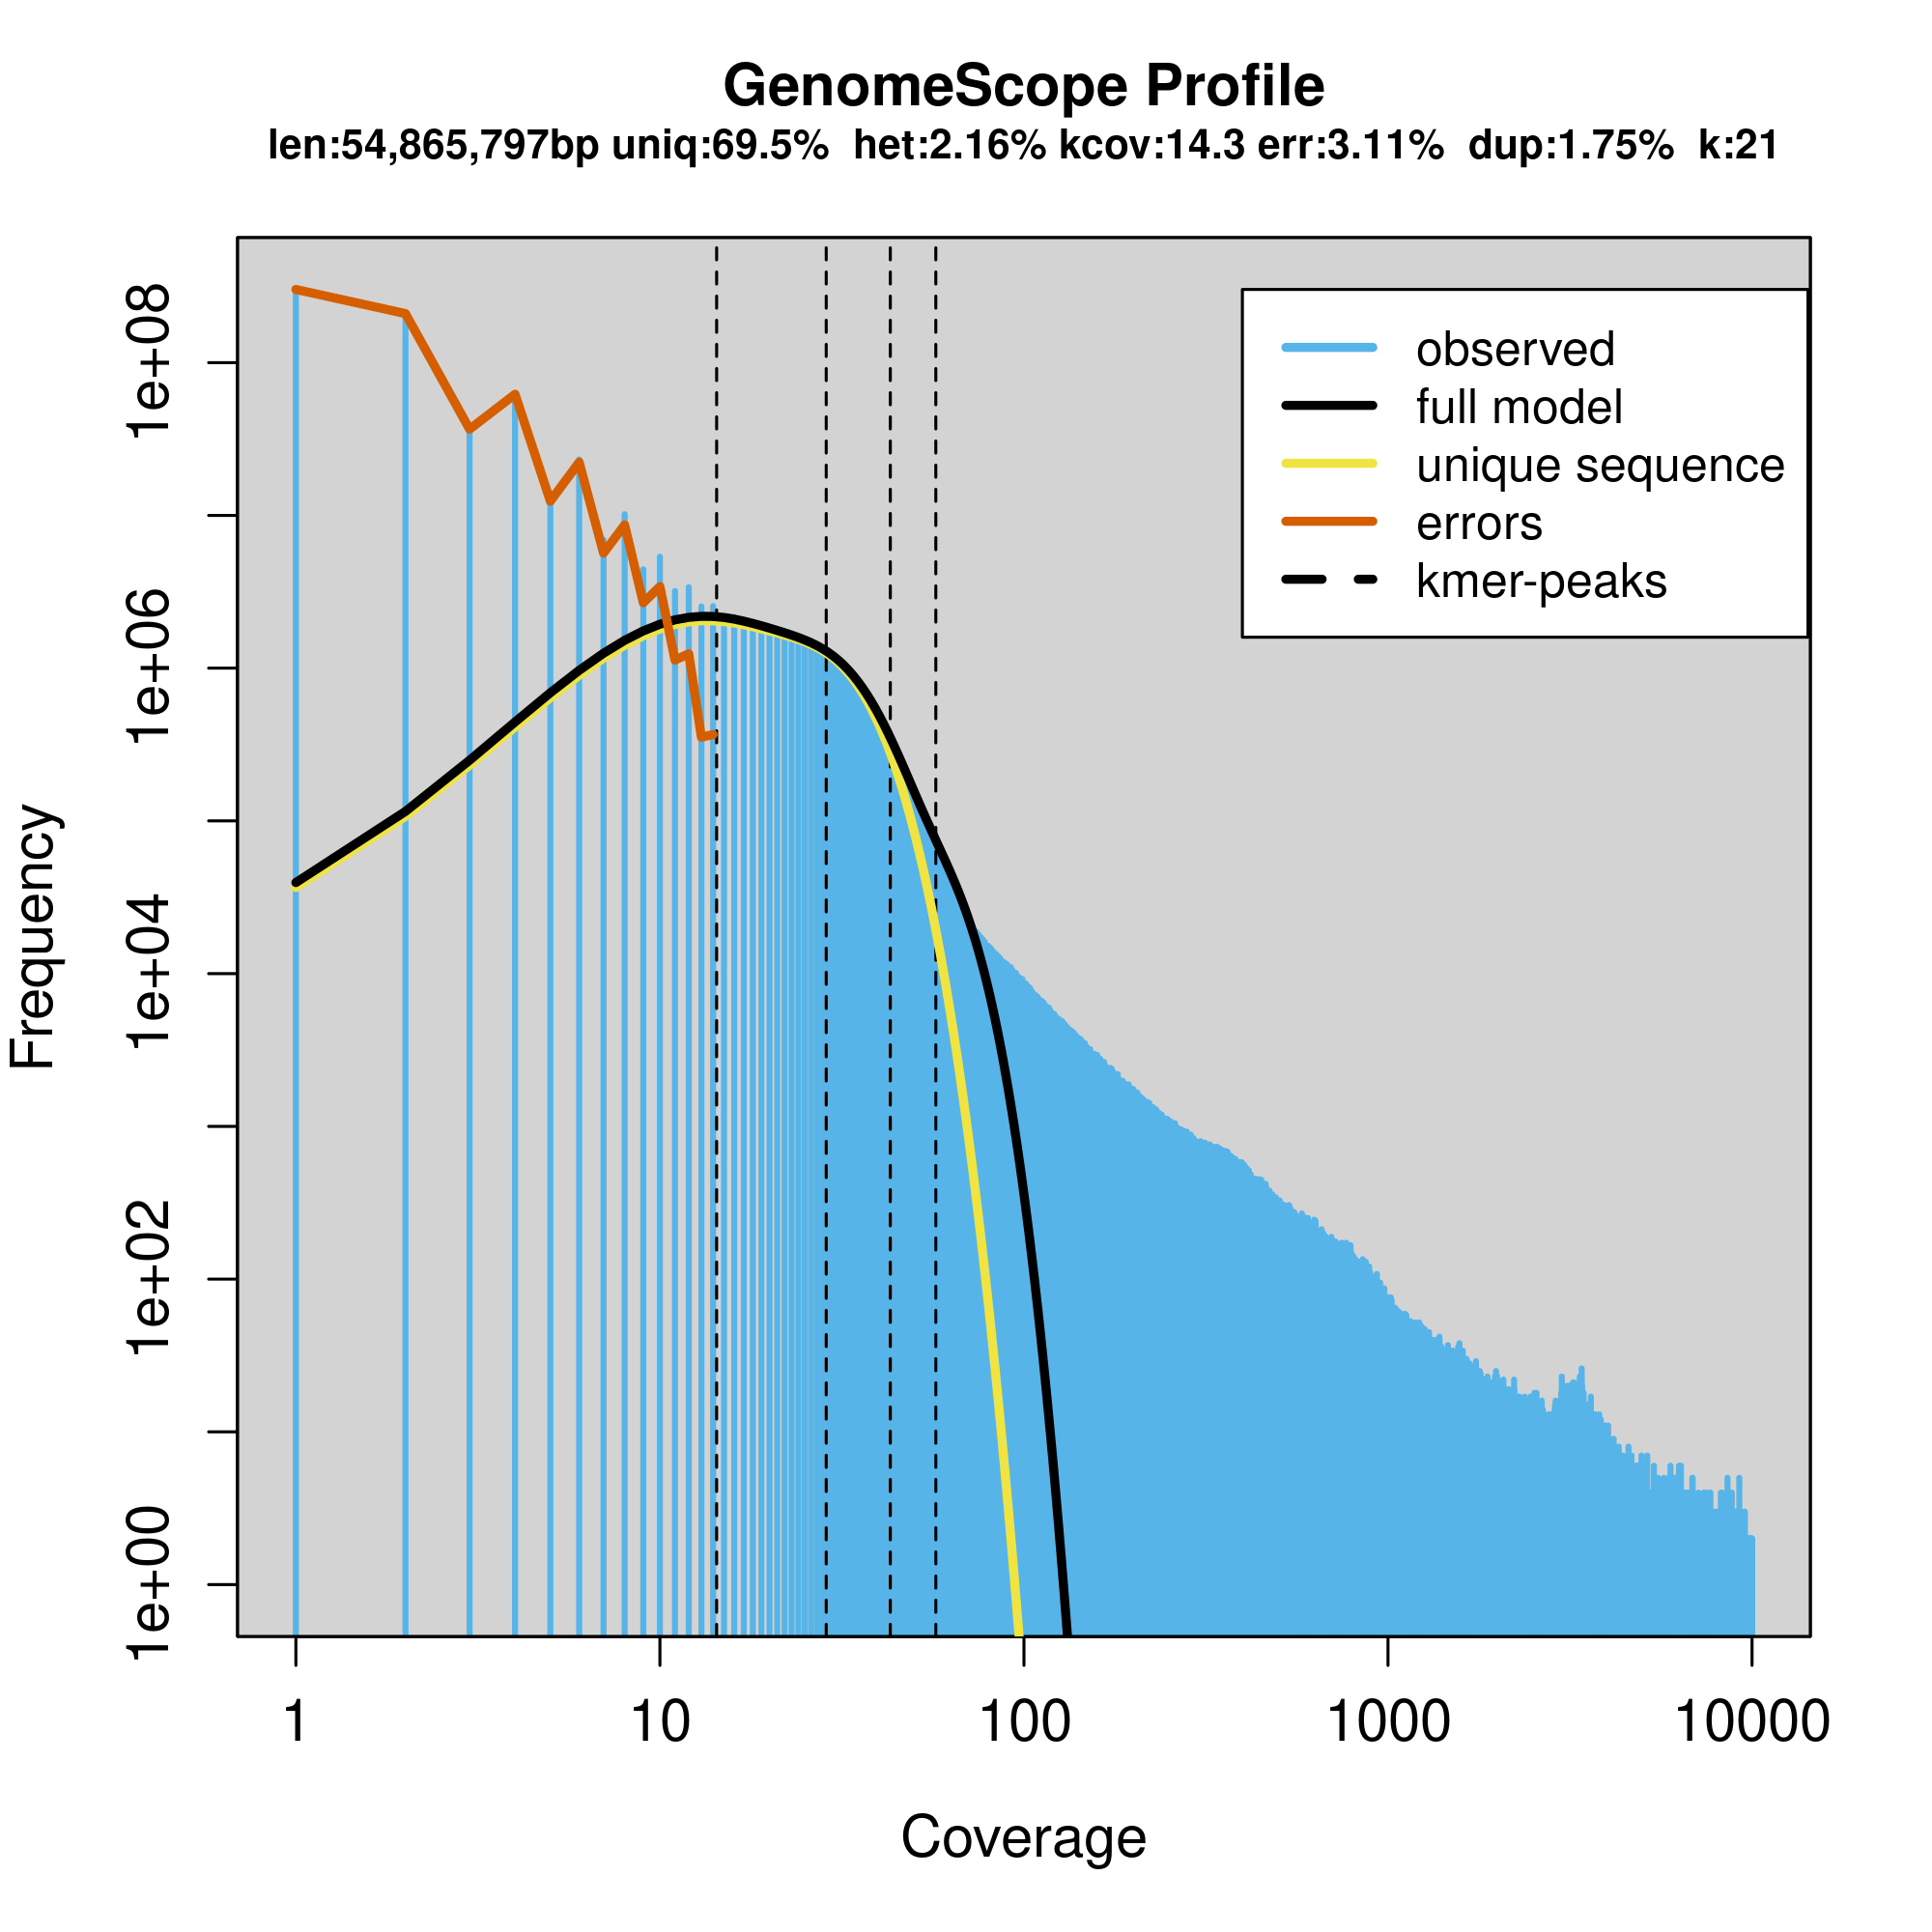 GenomeScope Profile
len:54,865,797bp uniq:69.5% het:2.16% kcov:14.3 err:3.11% dup:1.75% k:21
observed
full model
unique sequence
errors
kmer-peaks
Frequency
1e+08
1e+06
1e+04
1e+02
1e+00
1 10 100 1000 10000
Coverage